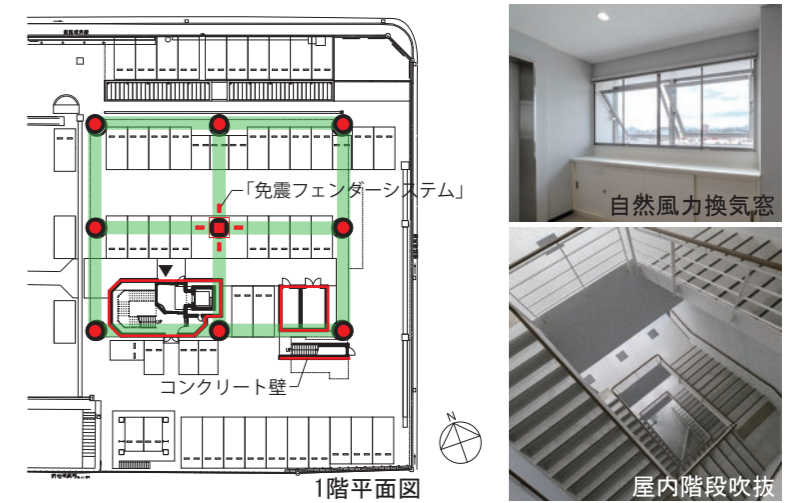 「免震フェンダーシステム」
コンクリート壁
N
1階平面図
自然風力換気窓
屋内階段吹抜